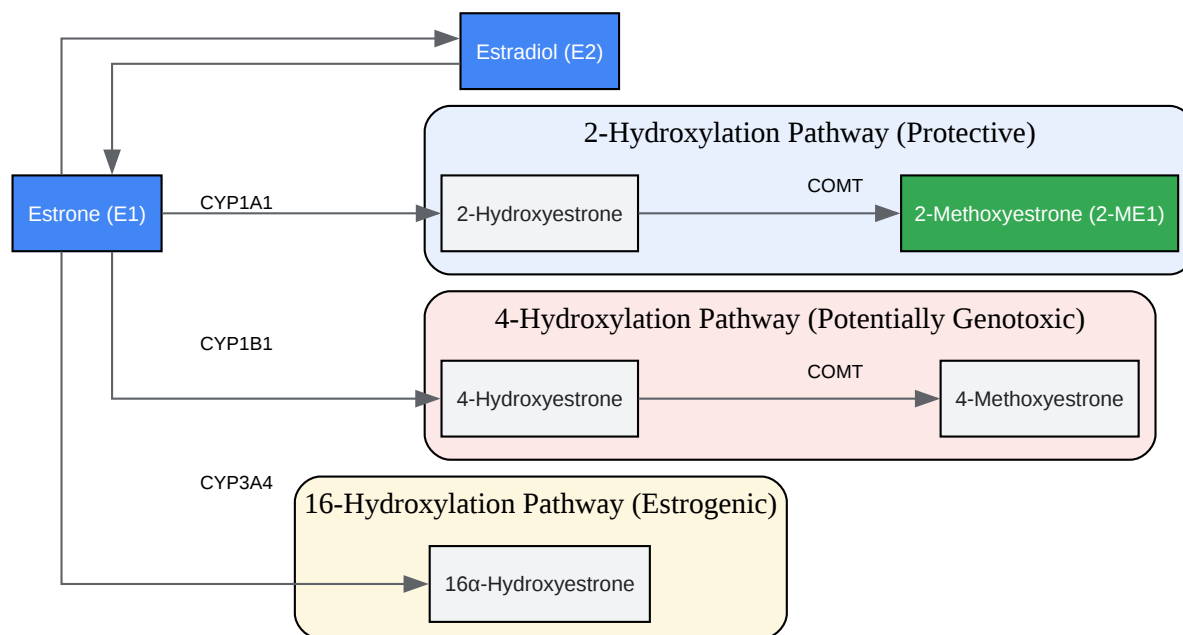 Estradiol (E2)
2-Hydroxylation Pathway (Protective)
Estrone (E1)
CYP1A1
2-Hydroxyestrone
COMT
2-Methoxyestrone (2-ME1)
4-Hydroxylation Pathway (Potentially Genotoxic)
CYP1B1
4-Hydroxyestrone
COMT
4-Methoxyestrone
CYP3A4
16-Hydroxylation Pathway (Estrogenic)
16α-Hydroxyestrone